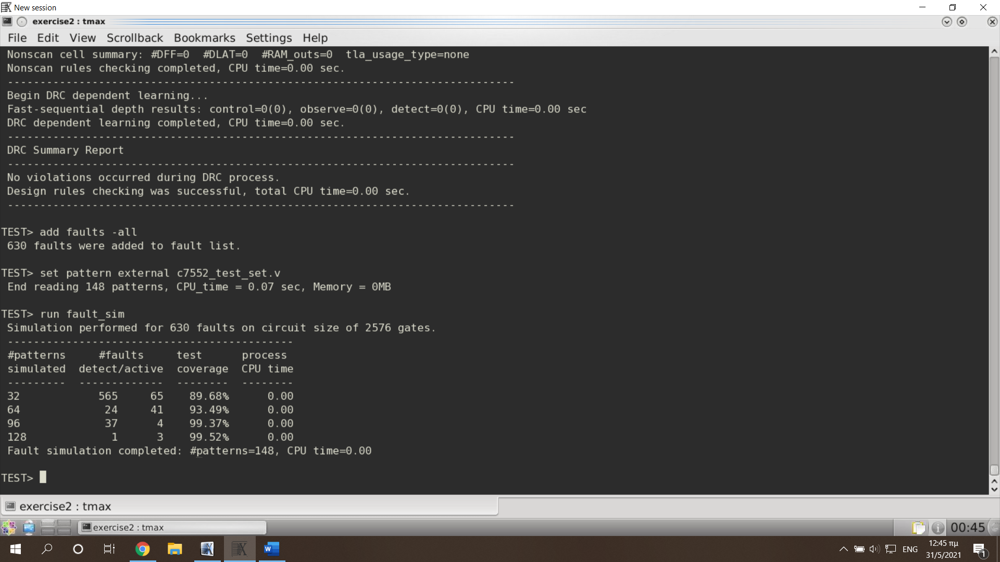 New session
exercise2 : tmax
File Edit View Scrollback Bookmarks Settings Help
Nonscan cell summary: #DFF=0  #DLAT=0  #RAM_outs=0  tla_usage_type=none
Nonscan rules checking completed, CPU time=0.00 sec.
------------------------------------------------------------------------------
Begin DRC dependent learning...
Fast-sequential depth results: control=0(0), observe=0(0), detect=0(0), CPU time=0.00 sec
DRC dependent learning completed, CPU time=0.00 sec.
------------------------------------------------------------------------------
DRC Summary Report
------------------------------------------------------------------------------
No violations occurred during DRC process.
Design rules checking was successful, total CPU time=0.00 sec.
------------------------------------------------------------------------------
TEST> add faults -all
630 faults were added to fault list.
TEST> set pattern external c7552_test_set.v
End reading 148 patterns, CPU_time = 0.07 sec, Memory = 0MB
TEST> run fault_sim
Simulation performed for 630 faults on circuit size of 2576 gates.
--------------------------------------------
#patterns     #faults     test      process
simulated  detect/active  coverage  CPU time
---------  -------------  --------  --------
32            565     65    89.68%      0.00
64             24     41    93.49%      0.00
96             37      4    99.37%      0.00
128             1      3    99.52%      0.00
Fault simulation completed: #patterns=148, CPU time=0.00
TEST>
exercise2 : tmax
exercise2 : tmax
00:45
ENG
12:45 πμ
31/5/2021
1